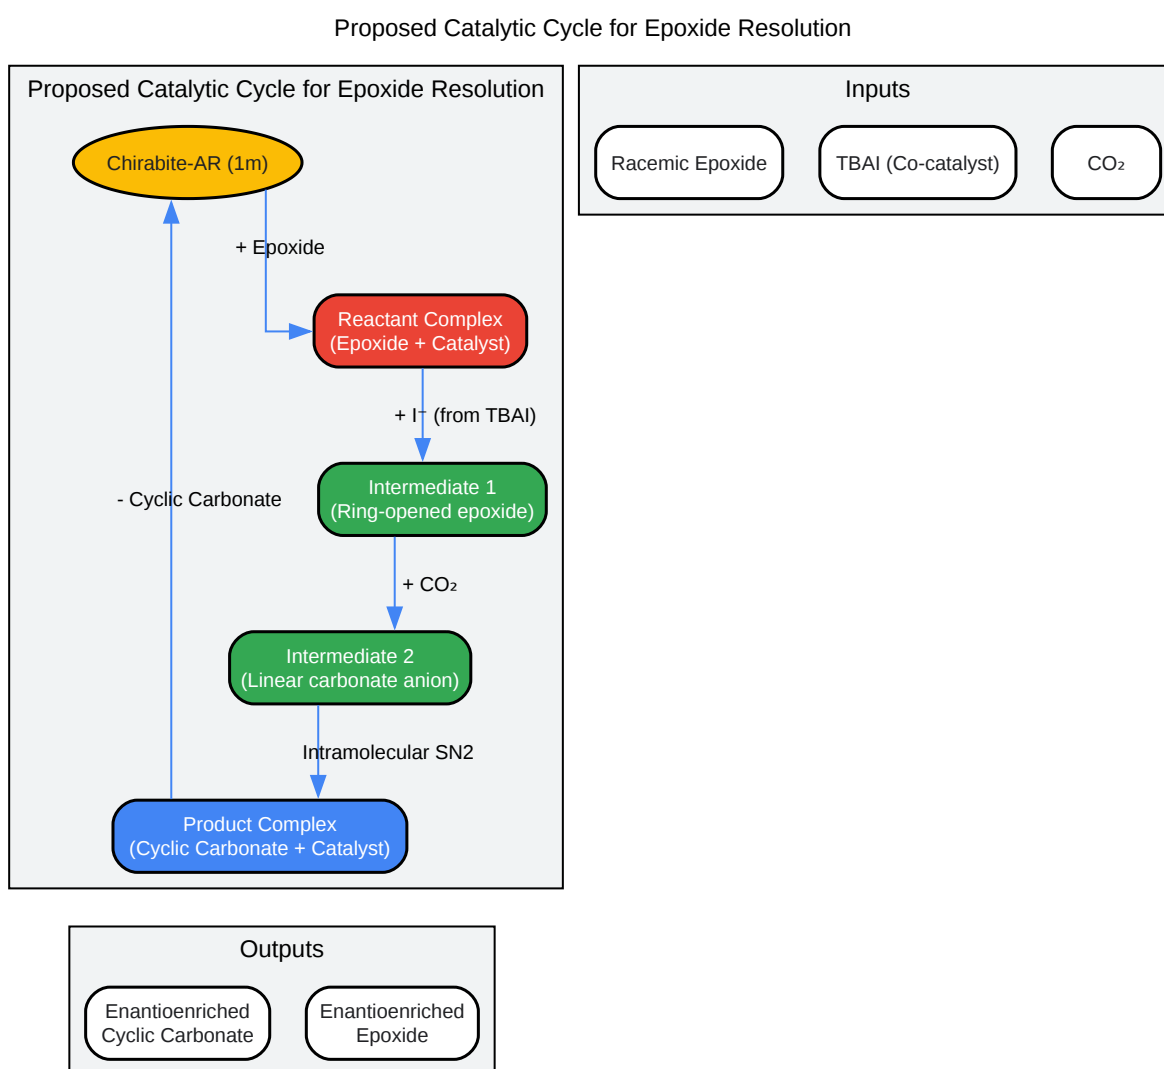 Proposed Catalytic Cycle for Epoxide Resolution
Proposed Catalytic Cycle for Epoxide Resolution
Chirabite-AR (1m)
+ Epoxide
Reactant Complex
(Epoxide + Catalyst)
+ I⁻ (from TBAI)
Intermediate 1
(Ring-opened epoxide)
- Cyclic Carbonate
+ CO₂
Intermediate 2
(Linear carbonate anion)
Intramolecular SN2
Product Complex
(Cyclic Carbonate + Catalyst)
Inputs
Racemic Epoxide
TBAI (Co-catalyst)
CO₂
Outputs
Enantioenriched
Cyclic Carbonate
Enantioenriched
Epoxide